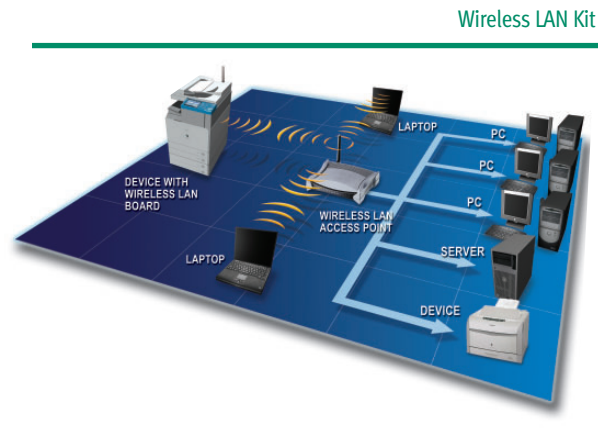 Wireless LAN Kit
LAPTOP
PC
PC
DEVICE WITH
WIRELESS LAN
BOARD
PC
WIRELESS LAN
ACCESS POINT
SERVER
LAPTOP
DEVICE